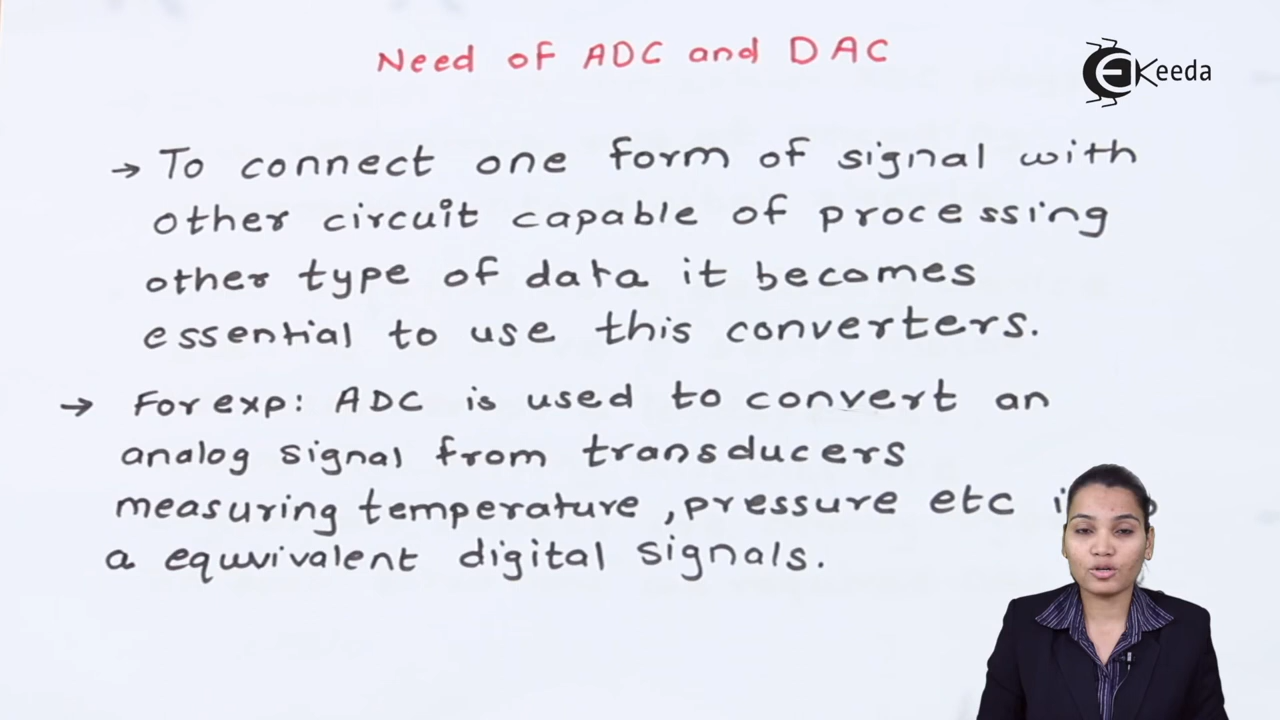 Need of ADC and DAC
EKeeda
→ To connect one form of signal with
other circuit capable of processing
other type of data it becomes
essential to use this converters.
→ For exp: ADC is used to convert an
analog signal from transducers
measuring temperature, pressure etc
a equvivalent digital signals.